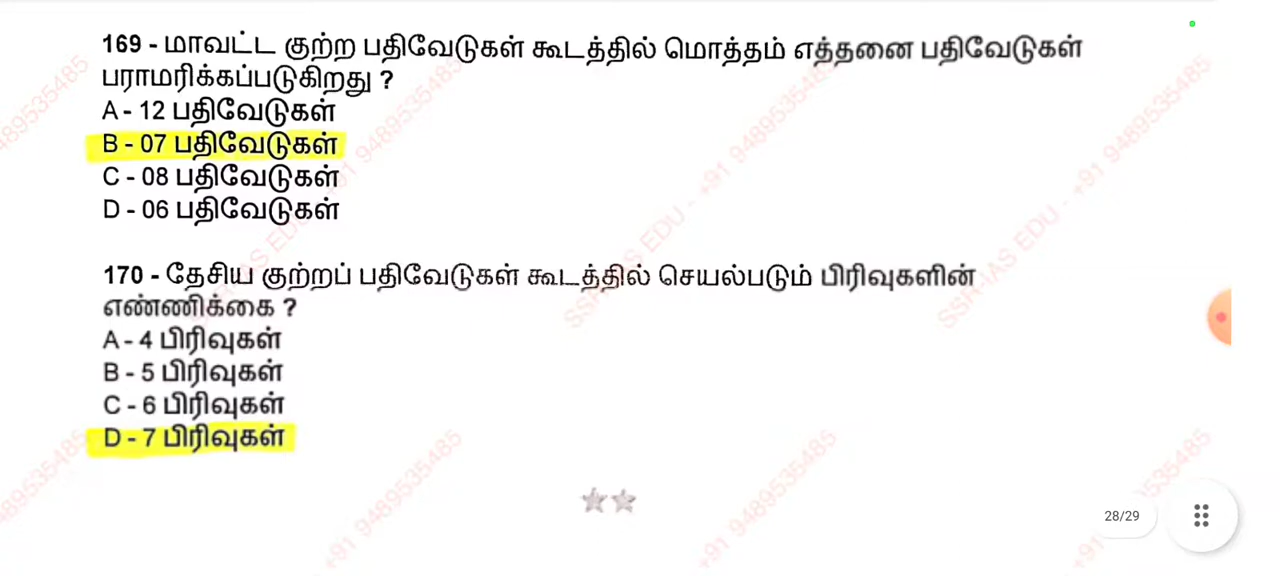 169 - மாவட்ட குற்ற பதிவேடுகள் கூடத்தில் மொத்தம் எத்தனை பதிவேடுகள்
பராமரிக்கப்படுகிறது ?
A - 12 பதிவேடுகள்
B - 07 பதிவேடுகள்
C - 08 பதிவேடுகள்
D - 06 பதிவேடுகள்
170 - தேசிய குற்றப் பதிவேடுகள் கூடத்தில் செயல்படும் பிரிவுகளின்
எண்ணிக்கை ?
A - 4 பிரிவுகள்
B - 5 பிரிவுகள்
C - 6 பிரிவுகள்
D - 7 பிரிவுகள்
28/29